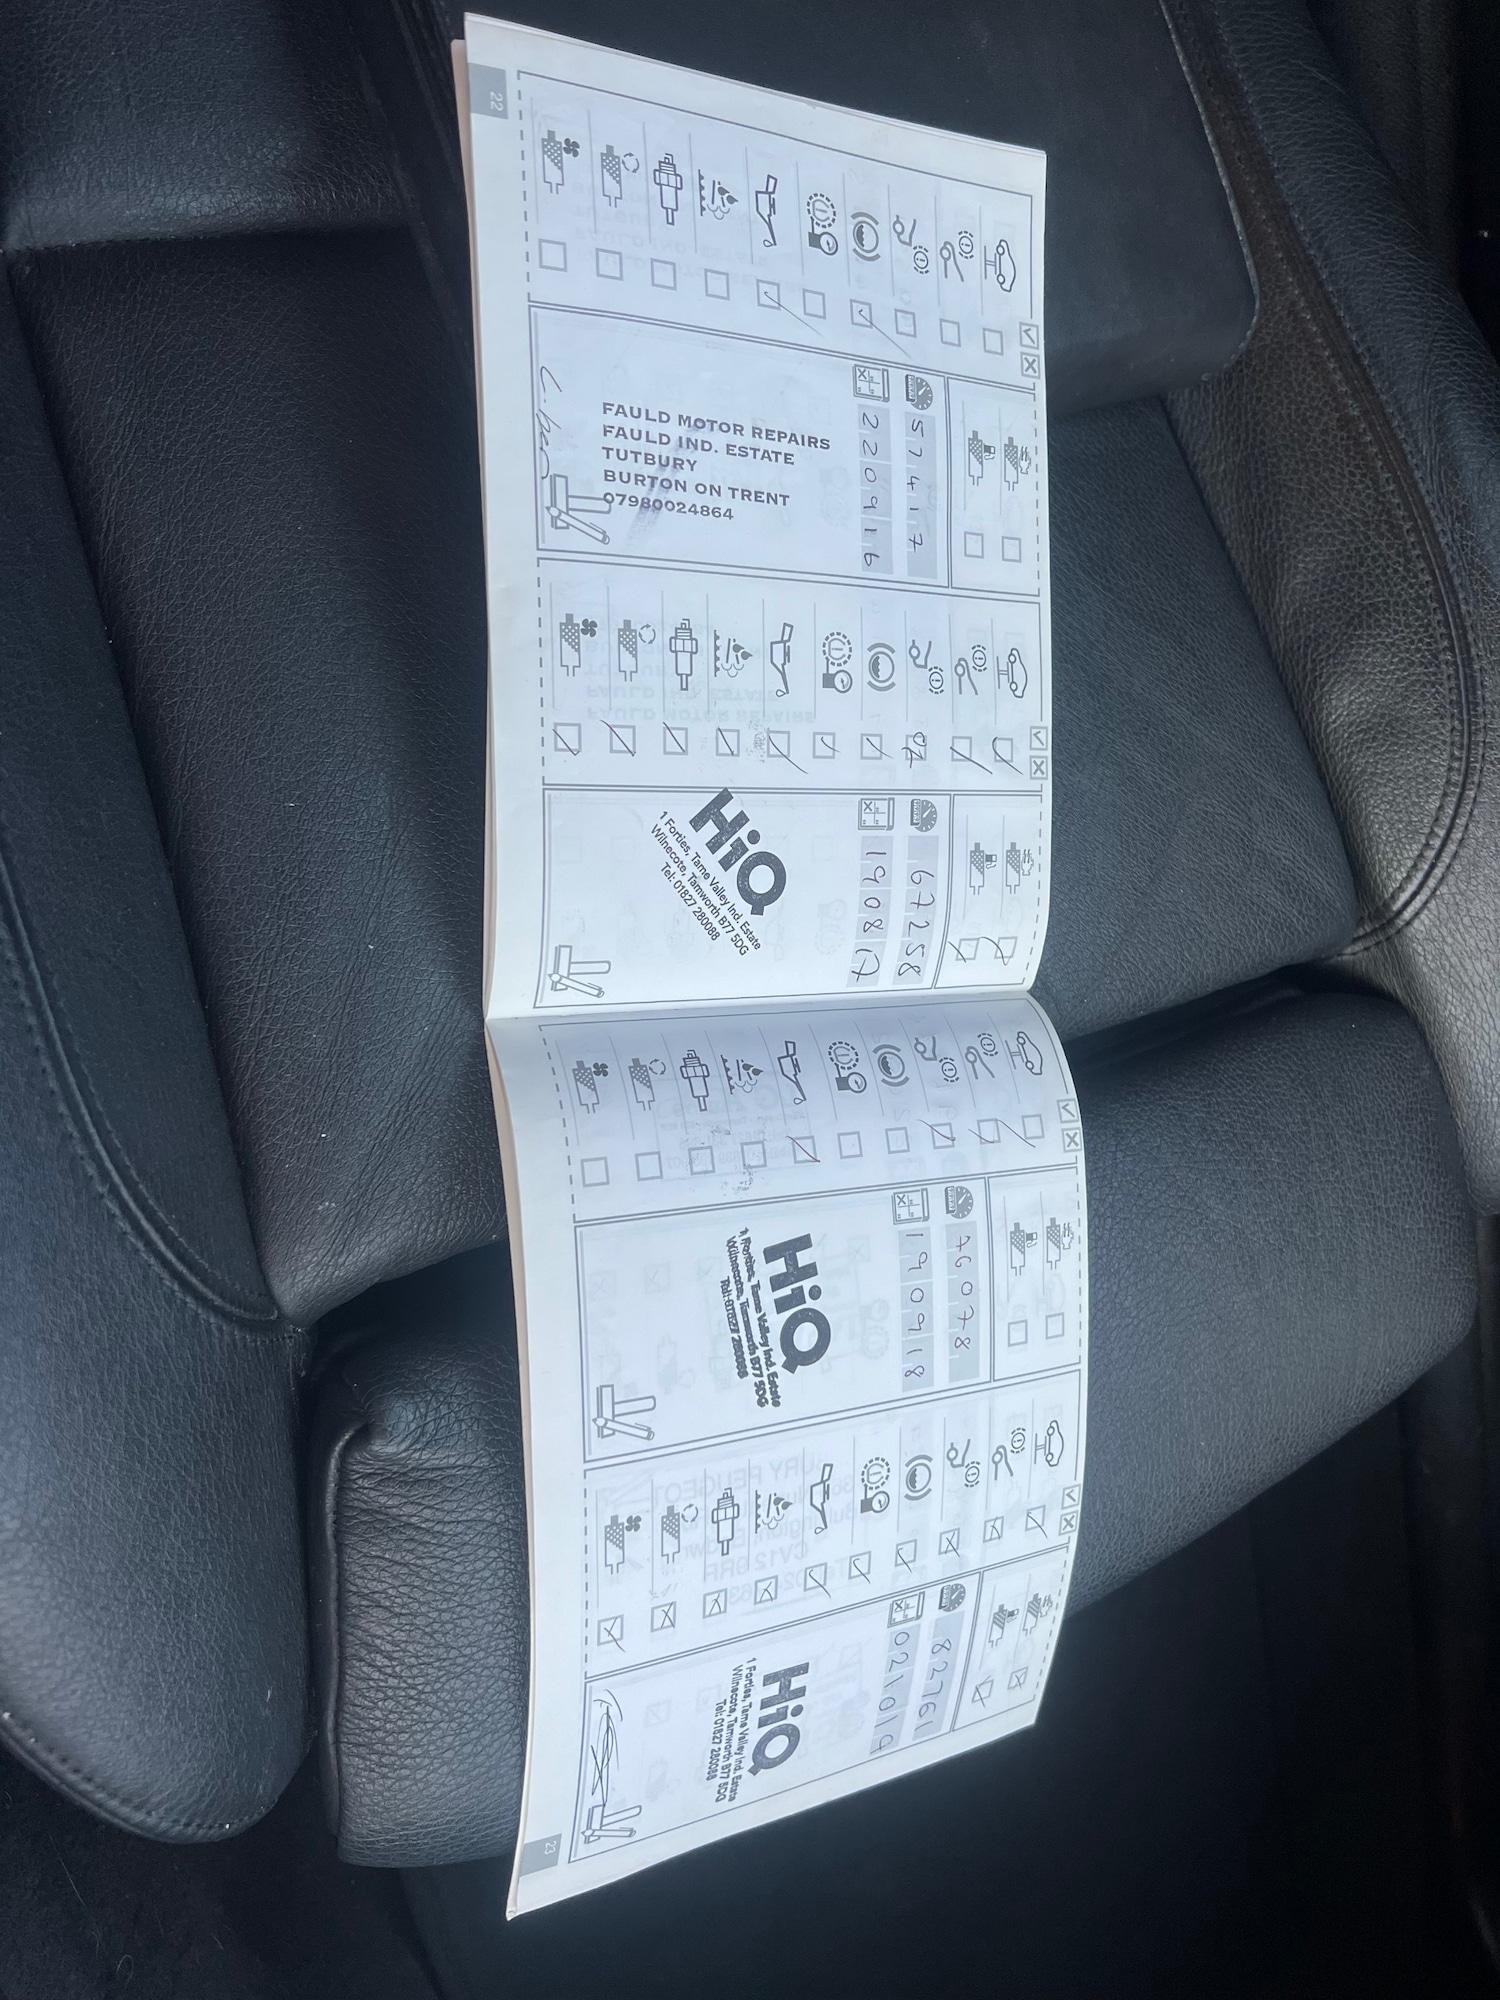 22
57417
220916
FAULD MOTOR REPAIRS
FAULD IND. ESTATE
TUTBURY
BURTON ON TRENT
07980024864
67258
190817
HiQ
1 Forties, Tame Valley Ind. Estate
Wilnecote, Tamworth B77 5DG
Tel: 01827 280088
76078
190918
HiQ
1 Forties, Tame Valley Ind. Estate
Wilnecote, Tamworth B77 5DG
Tel: 01827 280088
82761
021019
HiQ
1 Forties, Tame Valley Ind. Estate
Wilnecote, Tamworth B77 5DG
Tel: 01827 280088
23